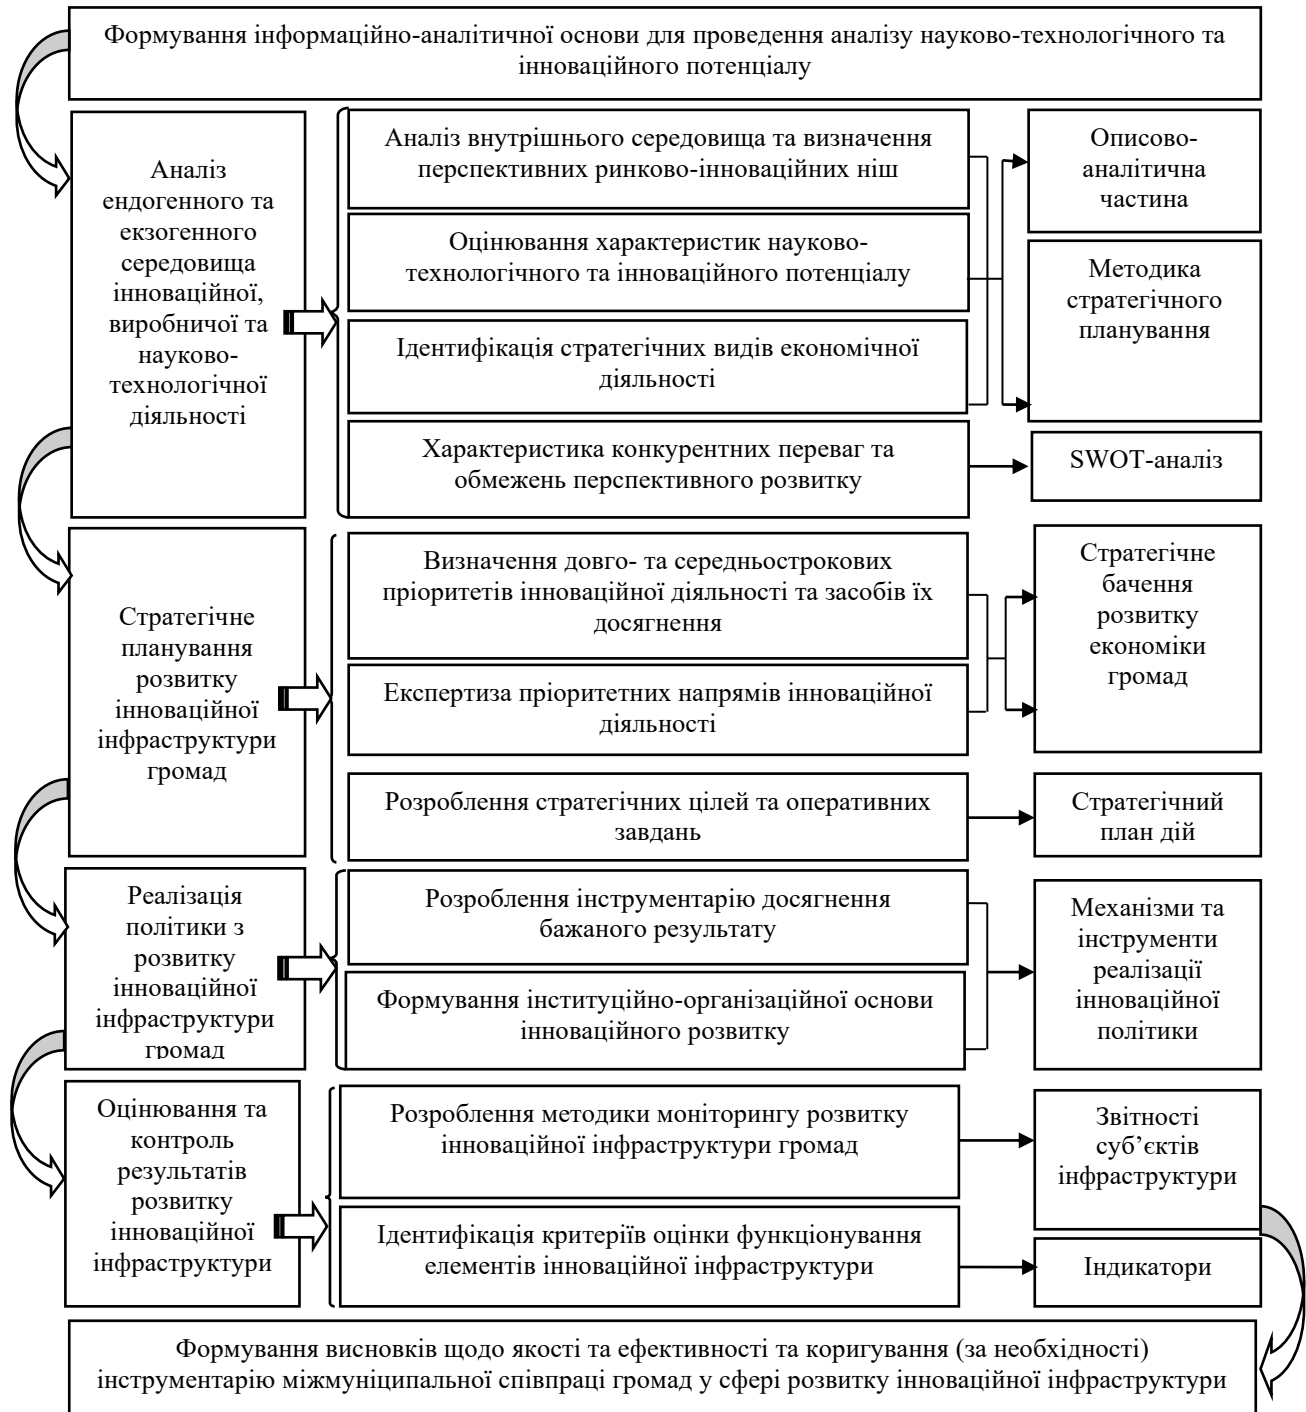 Формування інформаційно-аналітичної основи для проведення аналізу науково-технологічного та
інноваційного потенціалу
Аналіз
ендогенного та
екзогенного
середовища
інноваційної,
виробничої та
науково-
технологічної
діяльності
Аналіз внутрішнього середовища та визначення
перспективних ринково-інноваційних ніш
Оцінювання характеристик науково-
технологічного та інноваційного потенціалу
Ідентифікація стратегічних видів економічної
діяльності
Характеристика конкурентних переваг та
обмежень перспективного розвитку
Описово-
аналітична
частина
Методика
стратегічного
планування
SWOT-аналіз
Стратегічне
планування
розвитку
інноваційної
інфраструктури
громад
Визначення довго- та середньострокових
пріоритетів інноваційної діяльності та засобів їх
досягнення
Експертиза пріоритетних напрямів інноваційної
діяльності
Розроблення стратегічних цілей та оперативних
завдань
Стратегічне
бачення
розвитку
економіки
громад
Стратегічний
план дій
Реалізація
політики з
розвитку
інноваційної
інфраструктури
громад
Розроблення інструментарію досягнення
бажаного результату
Формування інституційно-організаційної основи
інноваційного розвитку
Механізми та
інструменти
реалізації
інноваційної
політики
Оцінювання та
контроль
результатів
розвитку
інноваційної
інфраструктури
Розроблення методики моніторингу розвитку
інноваційної інфраструктури громад
Ідентифікація критеріїв оцінки функціонування
елементів інноваційної інфраструктури
Звітності
суб’єктів
інфраструктури
Індикатори
Формування висновків щодо якості та ефективності та коригування (за необхідності)
інструментарію міжмуніципальної співпраці громад у сфері розвитку інноваційної інфраструктури